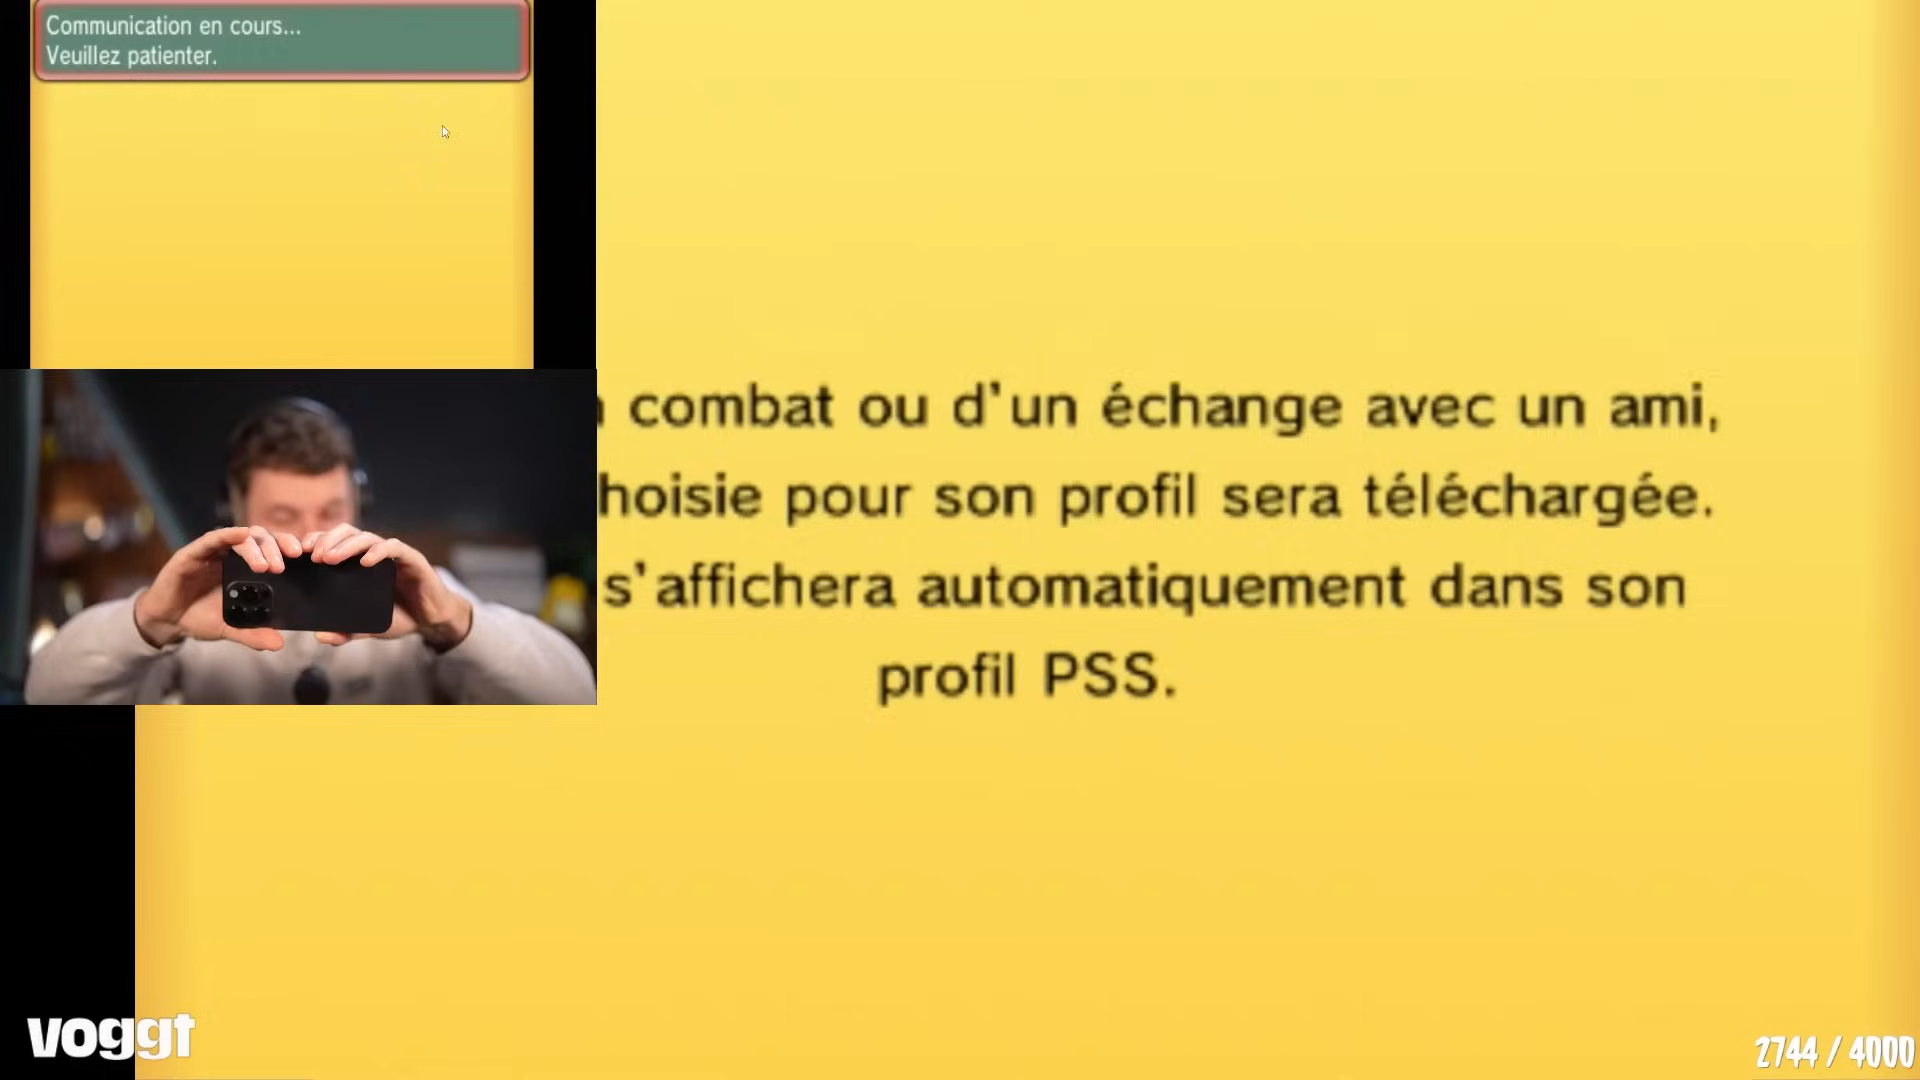 Communication en cours...
Veuillez patienter.
combat ou d'un échange avec un ami,
hoisie pour son profil sera téléchargée.
s'affichera automatiquement dans son
profil PSS.
voggt
2744 / 4000